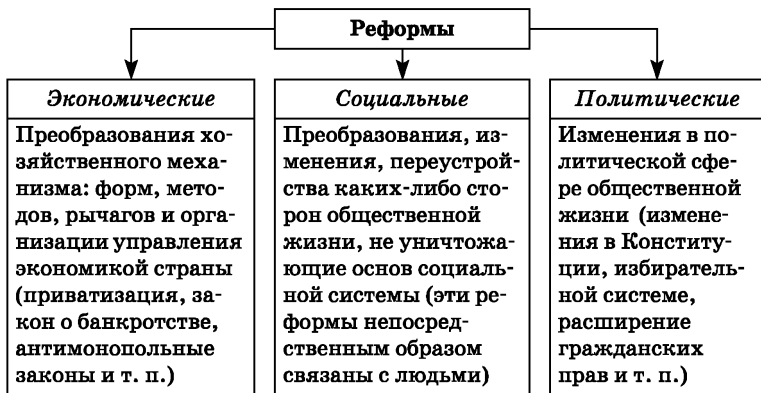 Реформы
Экономические
Преобразования хо-
зяйственного меха-
низма: форм, мето-
дов, рычагов и орга-
низации управления
экономикой страны
(приватизация, за-
кон о банкротстве,
антимонопольные
законы и т. п.)
Социальные
Преобразования, из-
менения, переустрой-
ства каких-либо сто-
рон общественной
жизни, не уничтожа-
ющие основ социаль-
ной системы (эти ре-
формы непосред-
ственным образом
связаны с людьми)
Политические
Изменения в по-
литической сфе-
ре общественной
жизни (измене-
ния в Конститу-
ции, избиратель-
ной системе,
расширение
гражданских
прав и т. п.)